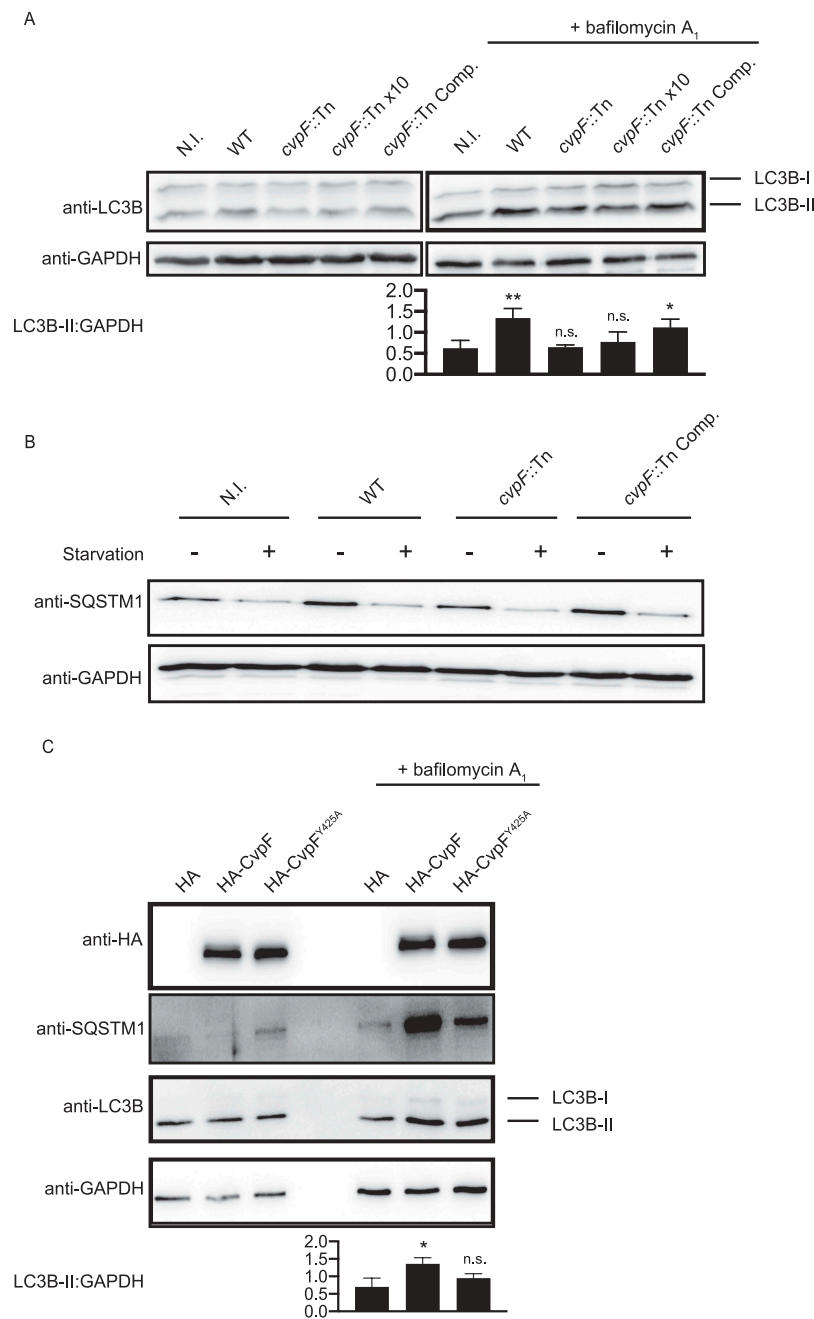 A
+ bafilomycin A1
N.I. WT cvpF::Tn cvpF::Tn x10 cvpF::Tn Comp. N.I. WT cvpF::Tn cvpF::Tn x10 cvpF::Tn Comp.
anti-LC3B
LC3B-I
LC3B-II
anti-GAPDH
LC3B-II:GAPDH
2.0
1.5
1.0
0.5
0.0
** n.s. n.s. *
B
N.I. WT cvpF::Tn cvpF::Tn Comp.
Starvation - + - + - + - +
anti-SQSTM1
anti-GAPDH
C
+ bafilomycin A1
HA HA-CvpF HA-CvpFY425A HA HA-CvpF HA-CvpFY425A
anti-HA
anti-SQSTM1
anti-LC3B
LC3B-I
LC3B-II
anti-GAPDH
LC3B-II:GAPDH
2.0
1.5
1.0
0.5
0.0
* n.s.